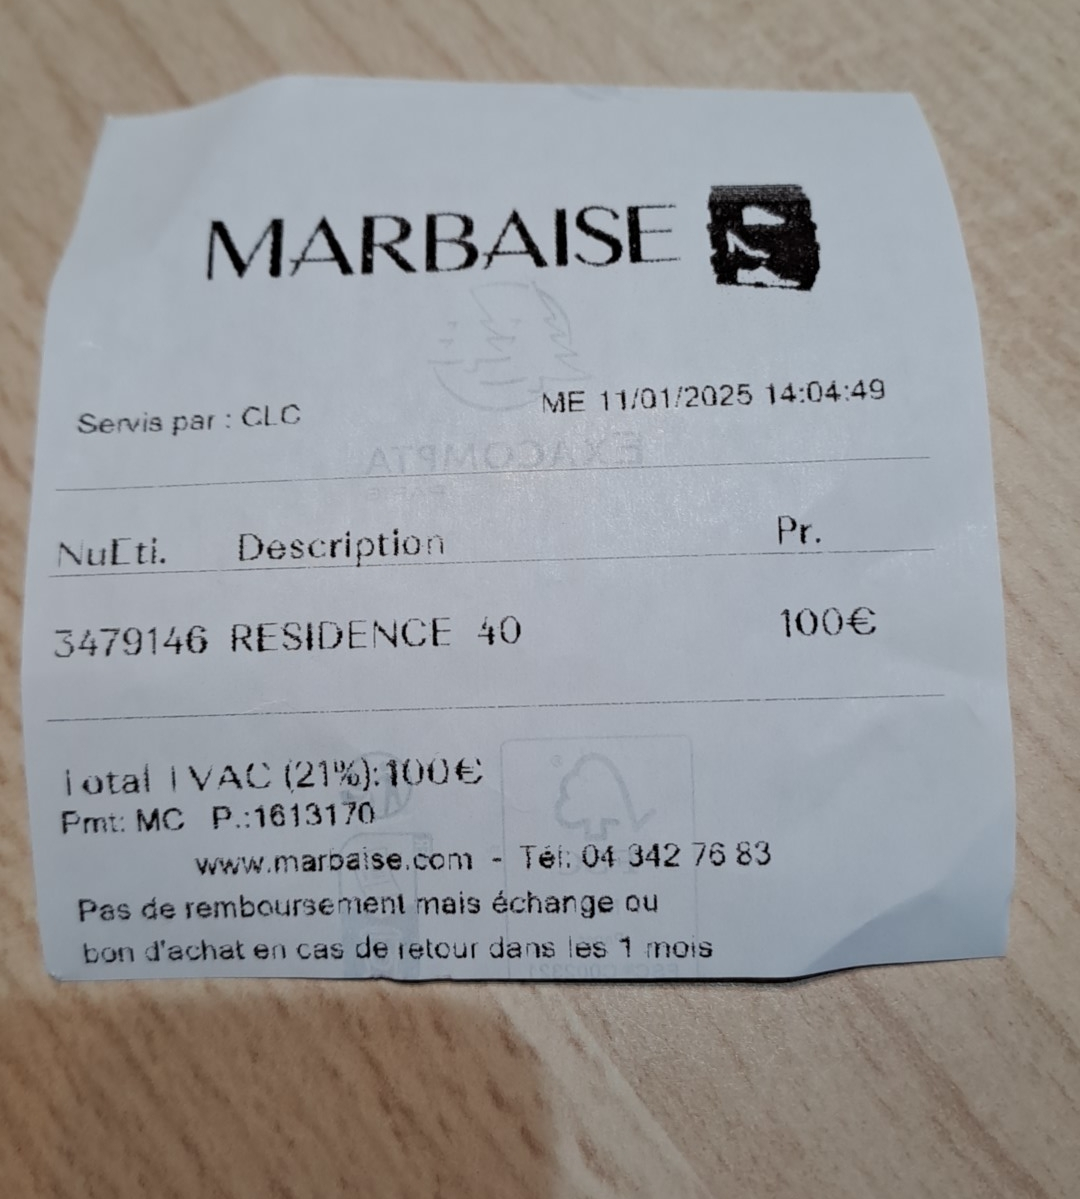 MARBAISE
Servis par : CLC ME 11/01/2025 14:04:49
EXACOMPTA
NuEti. Description Pr.
3479146 RESIDENCE 40 100€
Total TVAC (21%):100€
Pmt: MC P.:1613170
www.marbaise.com - Tél: 04 342 76 83
Pas de remboursement mais échange ou
bon d'achat en cas de retour dans les 1 mois